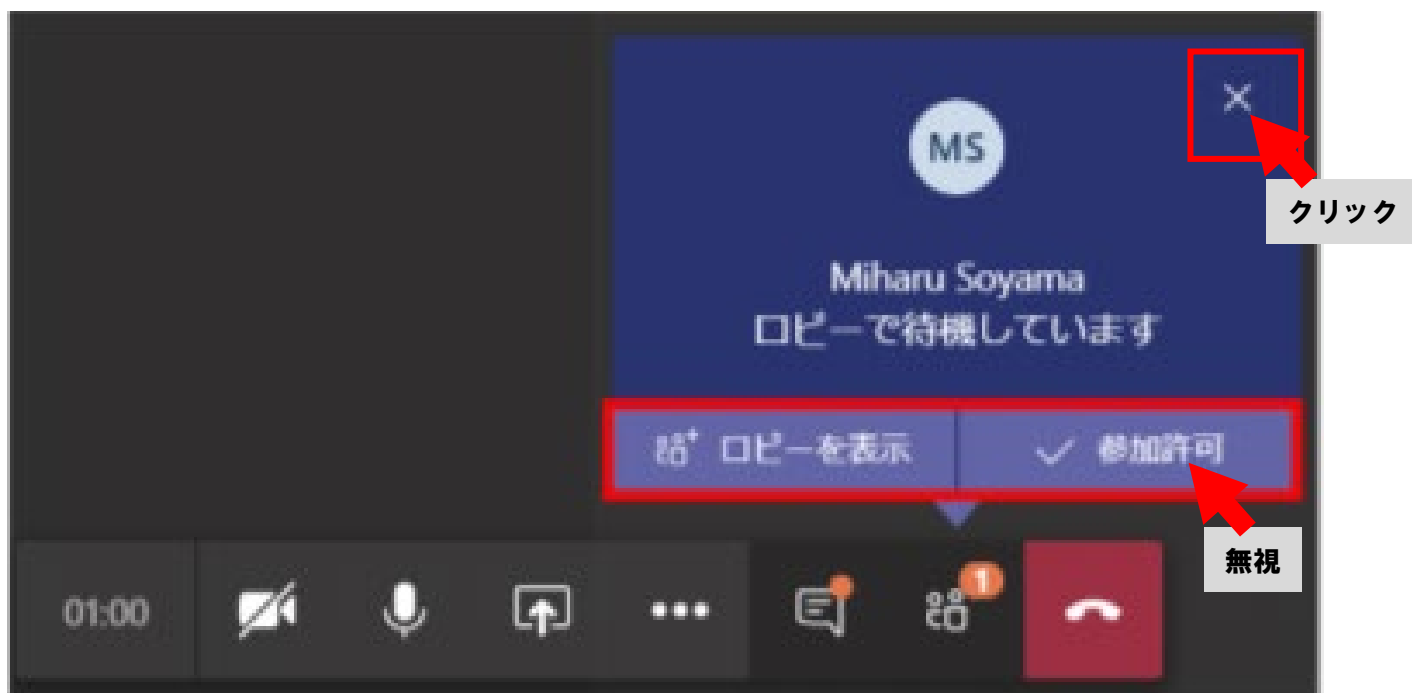 MS
クリック
Miharu Soyama
ロビーで待機しています
ロビーを表示
参加許可
無視
01:00
1